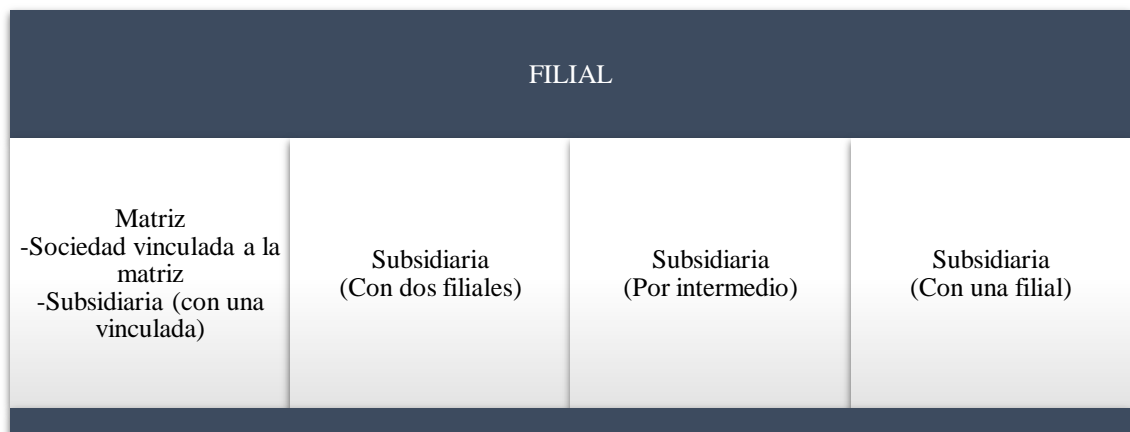 FILIAL
Matriz
-Sociedad vinculada a la
matriz
-Subsidiaria (con una
vinculada)
Subsidiaria
(Con dos filiales)
Subsidiaria
(Por intermedio)
Subsidiaria
(Con una filial)